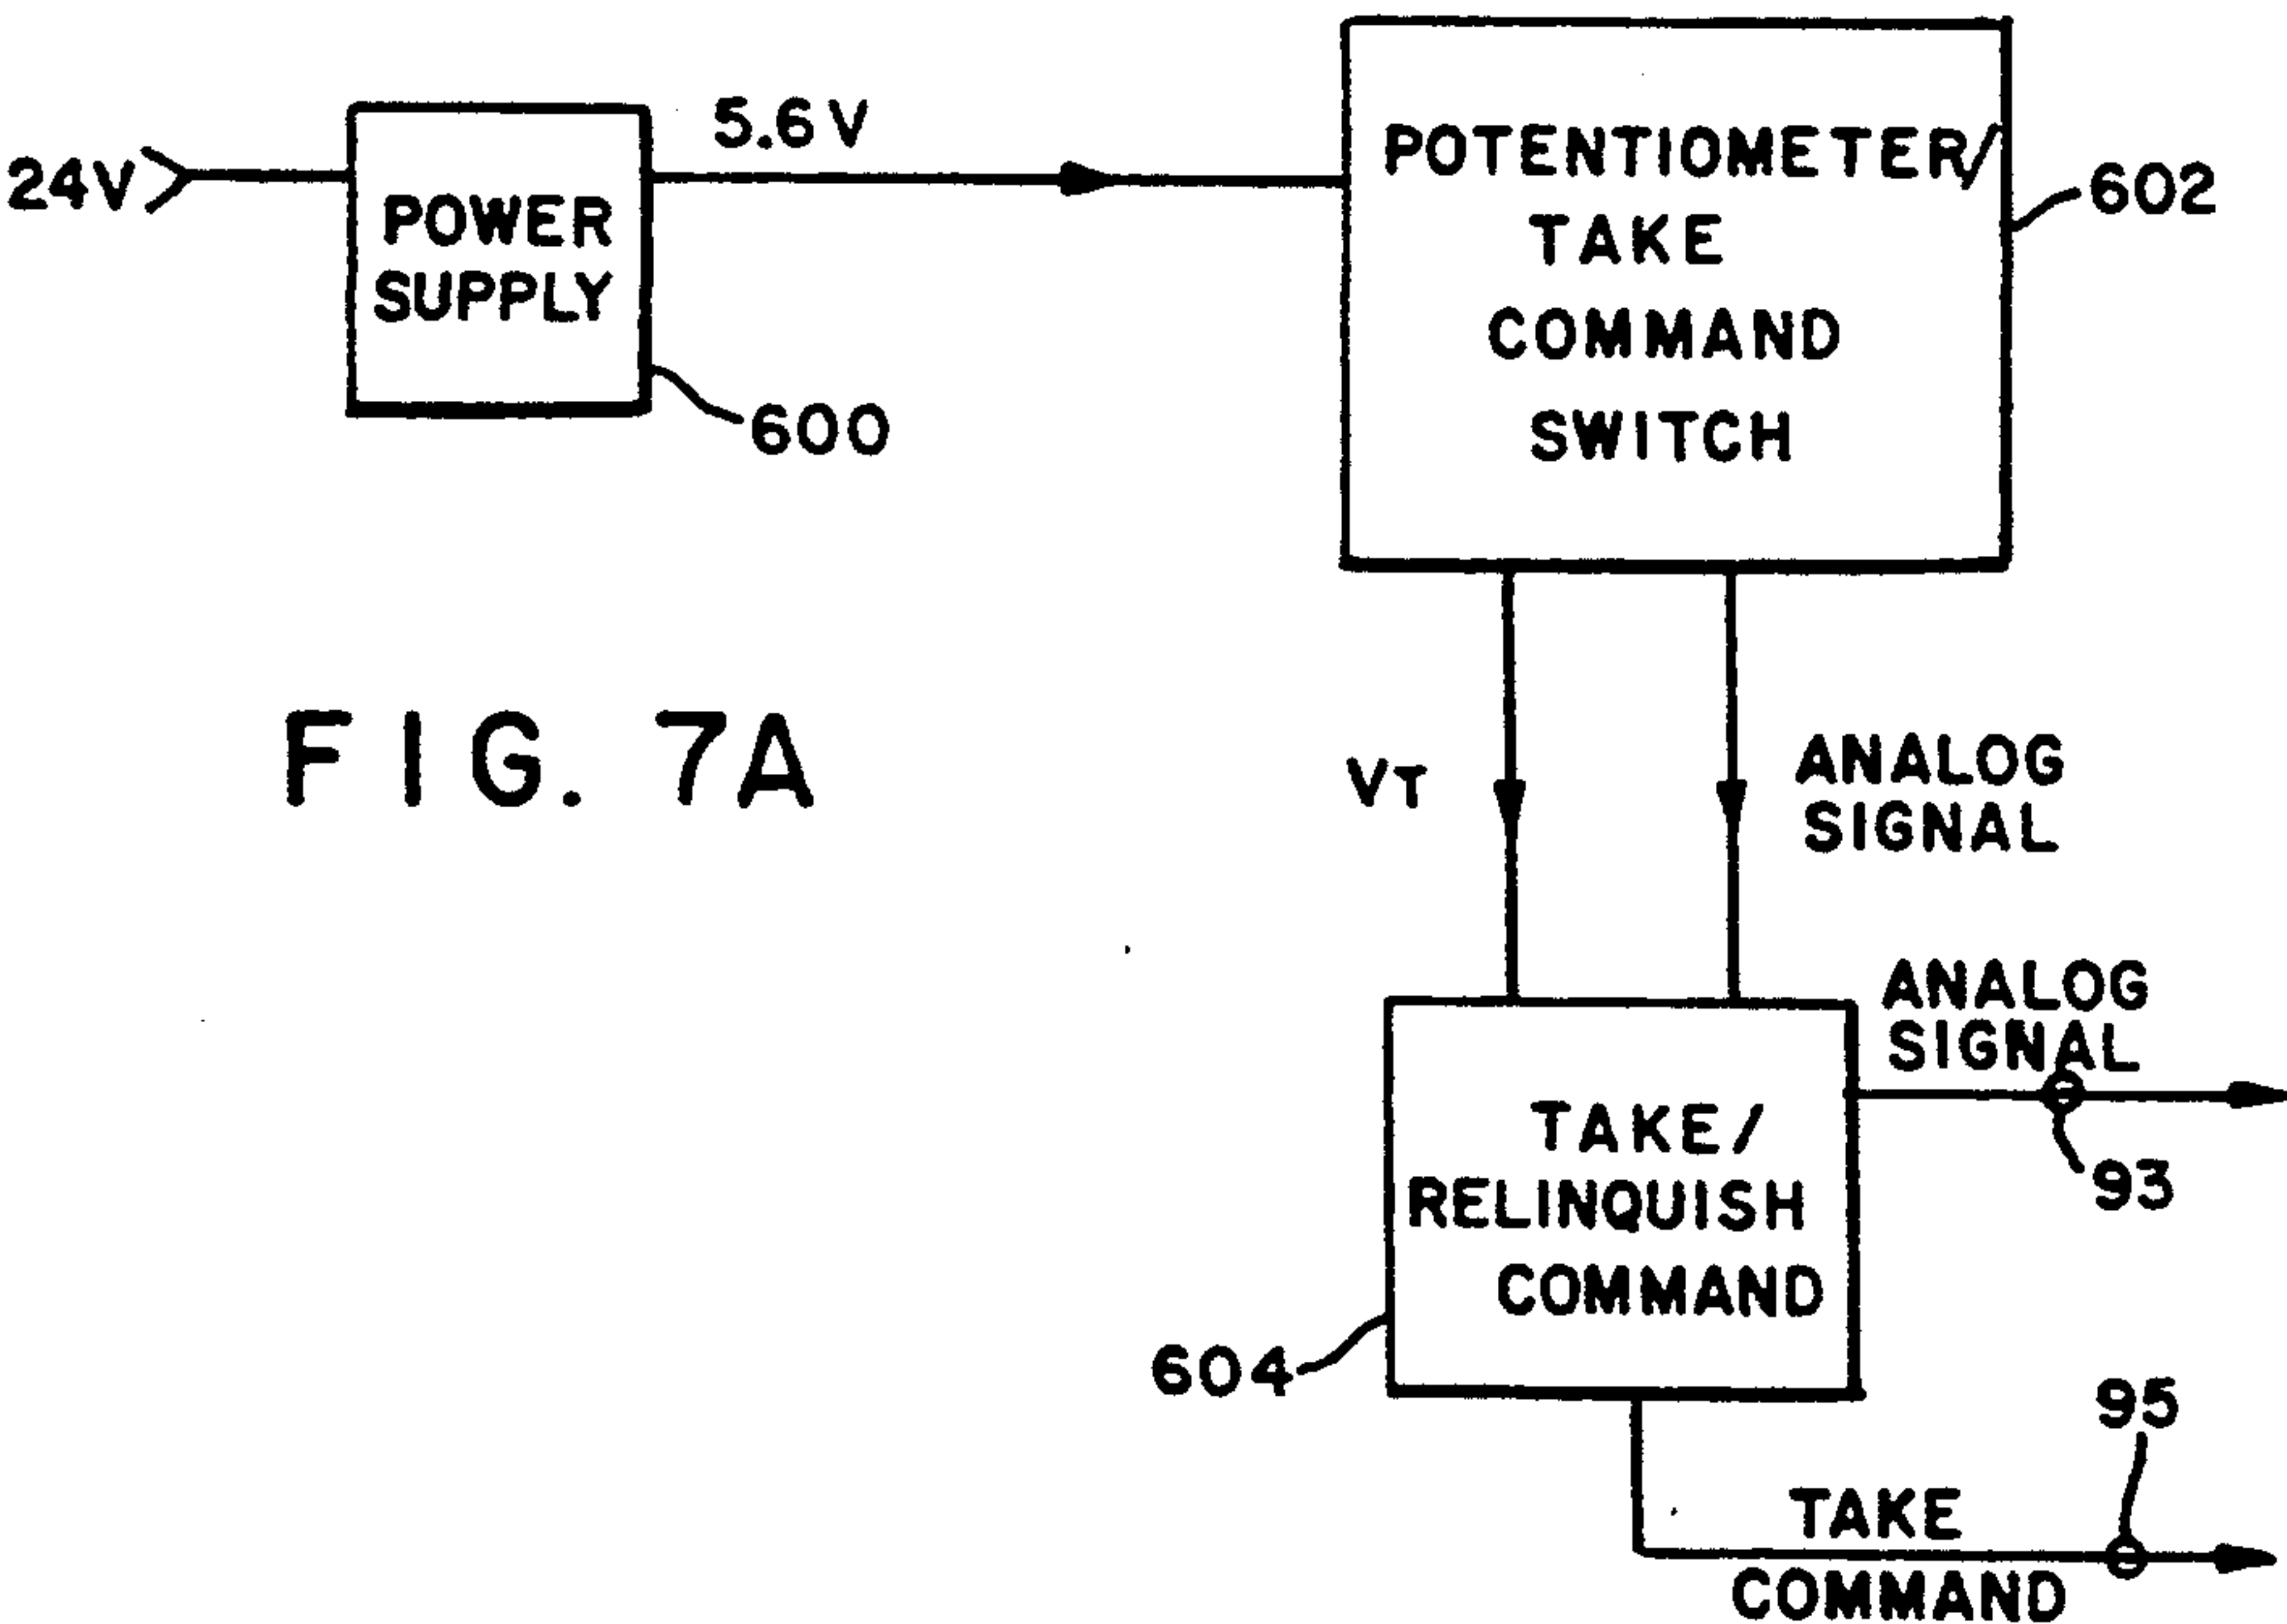 24V
5.6V
POWER
SUPPLY
600
POTENTIOMETER/
TAKE
COMMAND
SWITCH
602
FIG. 7A
VT
ANALOG
SIGNAL
ANALOG
SIGNAL
93
TAKE/
RELINQUISH
COMMAND
604
95
TAKE
COMMAND